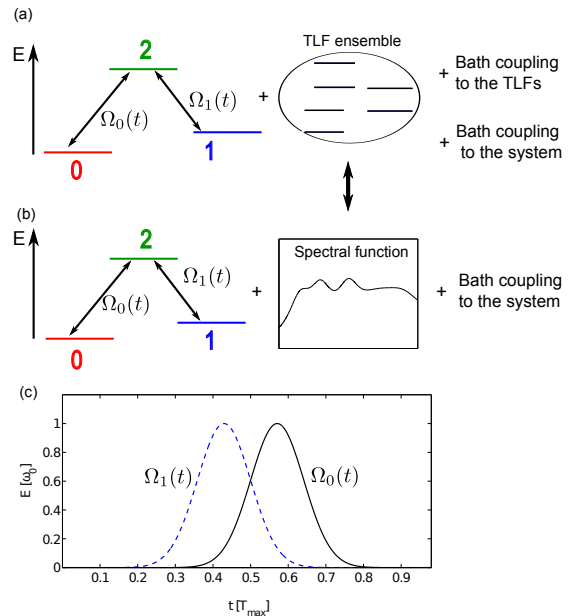 (a)
E
2
Ω₀(t)
Ω₁(t)
0
1
+
TLF ensemble
+ Bath coupling
to the TLFs
+ Bath coupling
to the system
(b)
E
2
Ω₀(t)
Ω₁(t)
0
1
+
Spectral function
+ Bath coupling
to the system
(c)
E [ω₀]
1
0.8
0.6
0.4
0.2
0
Ω₁(t)
Ω₀(t)
0.1 0.2 0.3 0.4 0.5 0.6 0.7 0.8 0.9
t [T_max]